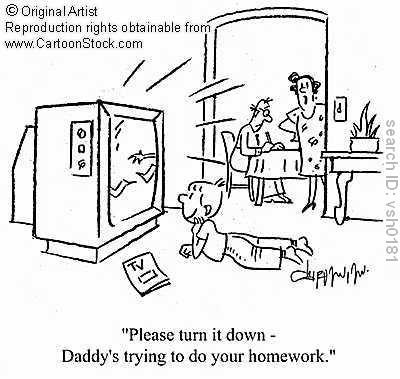 © Original Artist
Reproduction rights obtainable from
www.CartoonStock.com
TV
search ID: vsh0181
"Please turn it down -
Daddy's trying to do your homework."